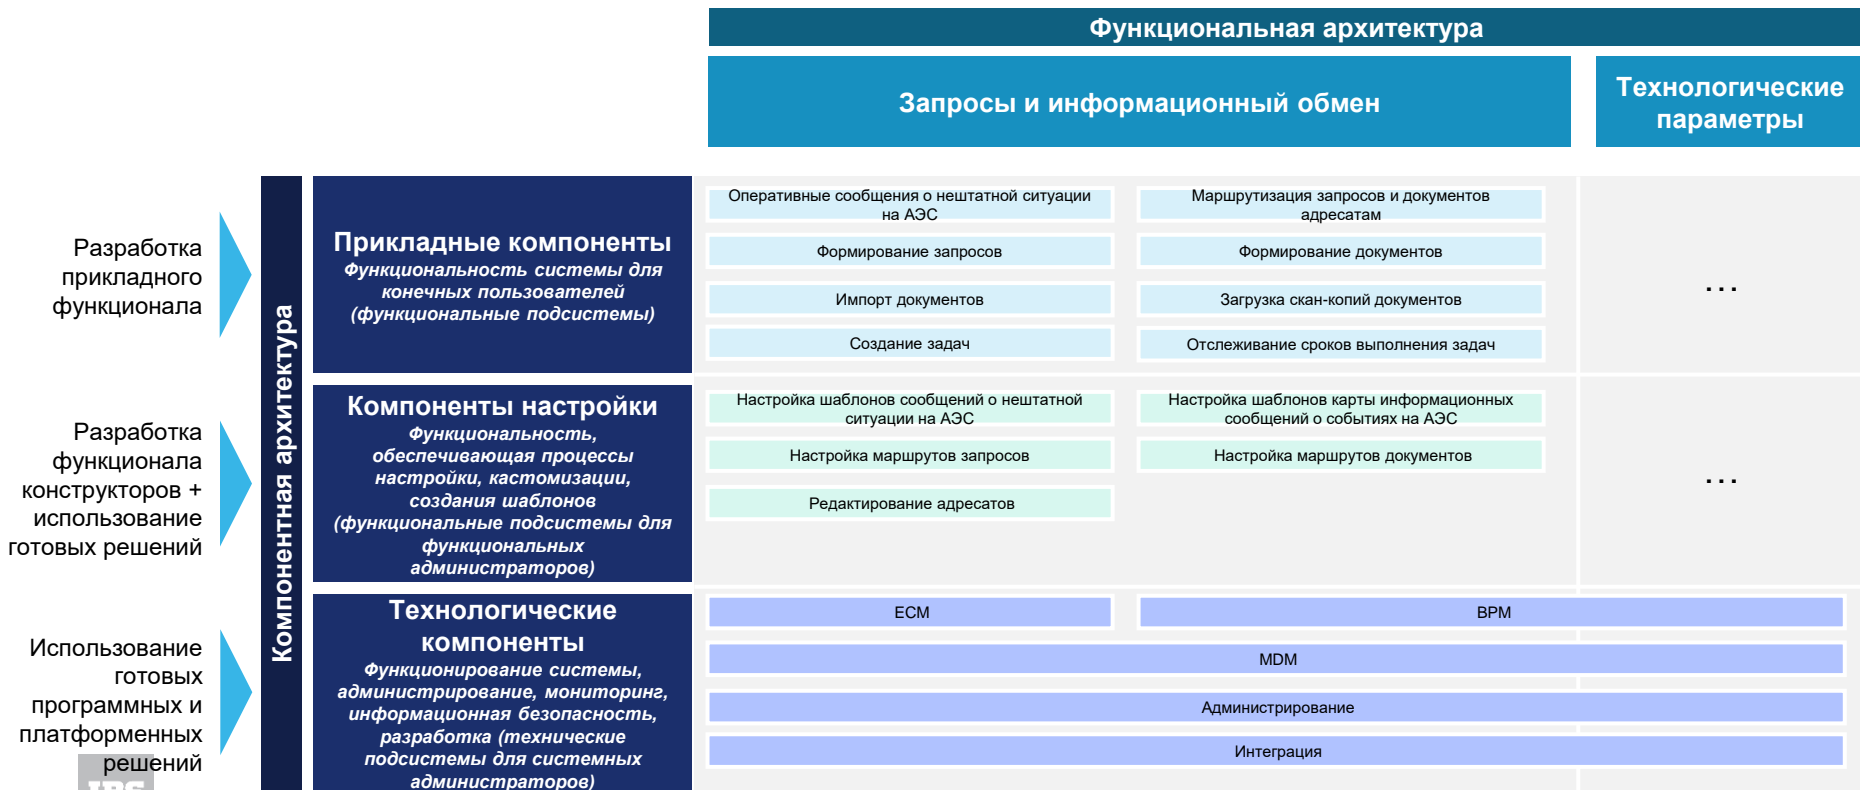 Функциональная архитектура
Запросы и информационный обмен
Технологические
параметры
Компонентная архитектура
Разработка
прикладного
функционала
Прикладные компоненты
Функциональность системы для
конечных пользователей
(функциональные подсистемы)
Оперативные сообщения о нештатной ситуации
на АЭС
Маршрутизация запросов и документов
адресатам
Формирование запросов
Формирование документов
Импорт документов
Загрузка скан-копий документов
Создание задач
Отслеживание сроков выполнения задач
...
Разработка
функционала
конструкторов +
использование
готовых решений
Компоненты настройки
Функциональность,
обеспечивающая процессы
настройки, кастомизации,
создания шаблонов
(функциональные подсистемы для
функциональных
администраторов)
Настройка шаблонов сообщений о нештатной
ситуации на АЭС
Настройка шаблонов карты информационных
сообщений о событиях на АЭС
Настройка маршрутов запросов
Настройка маршрутов документов
Редактирование адресатов
...
Использование
готовых
программных и
платформенных
решений
Технологические
компоненты
Функционирование системы,
администрирование, мониторинг,
информационная безопасность,
разработка (технические
подсистемы для системных
администраторов)
ECM
BPM
MDM
Администрирование
Интеграция
IBS